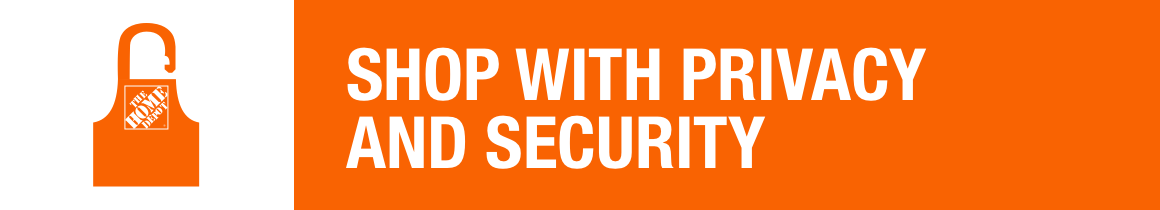 THE
HOME
DEPOT
SHOP WITH PRIVACY
AND SECURITY